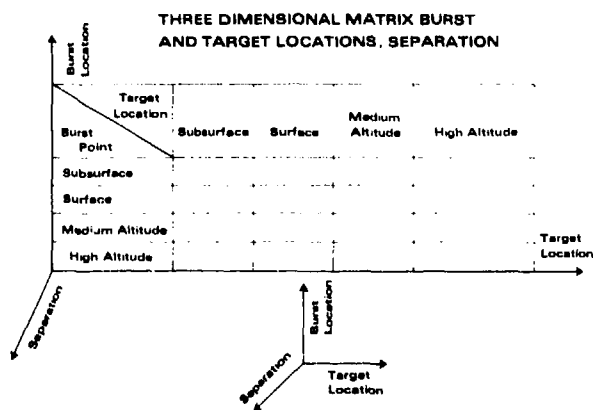 THREE DIMENSIONAL MATRIX BURST
AND TARGET LOCATIONS, SEPARATION
Burst
Location
Target
Location
Burst
Point
Subsurface
Surface
Medium
Altitude
High Altitude
Subsurface
Surface
Medium Altitude
High Altitude
Target
Location
Separation
Burst
Location
Separation
Target
Location